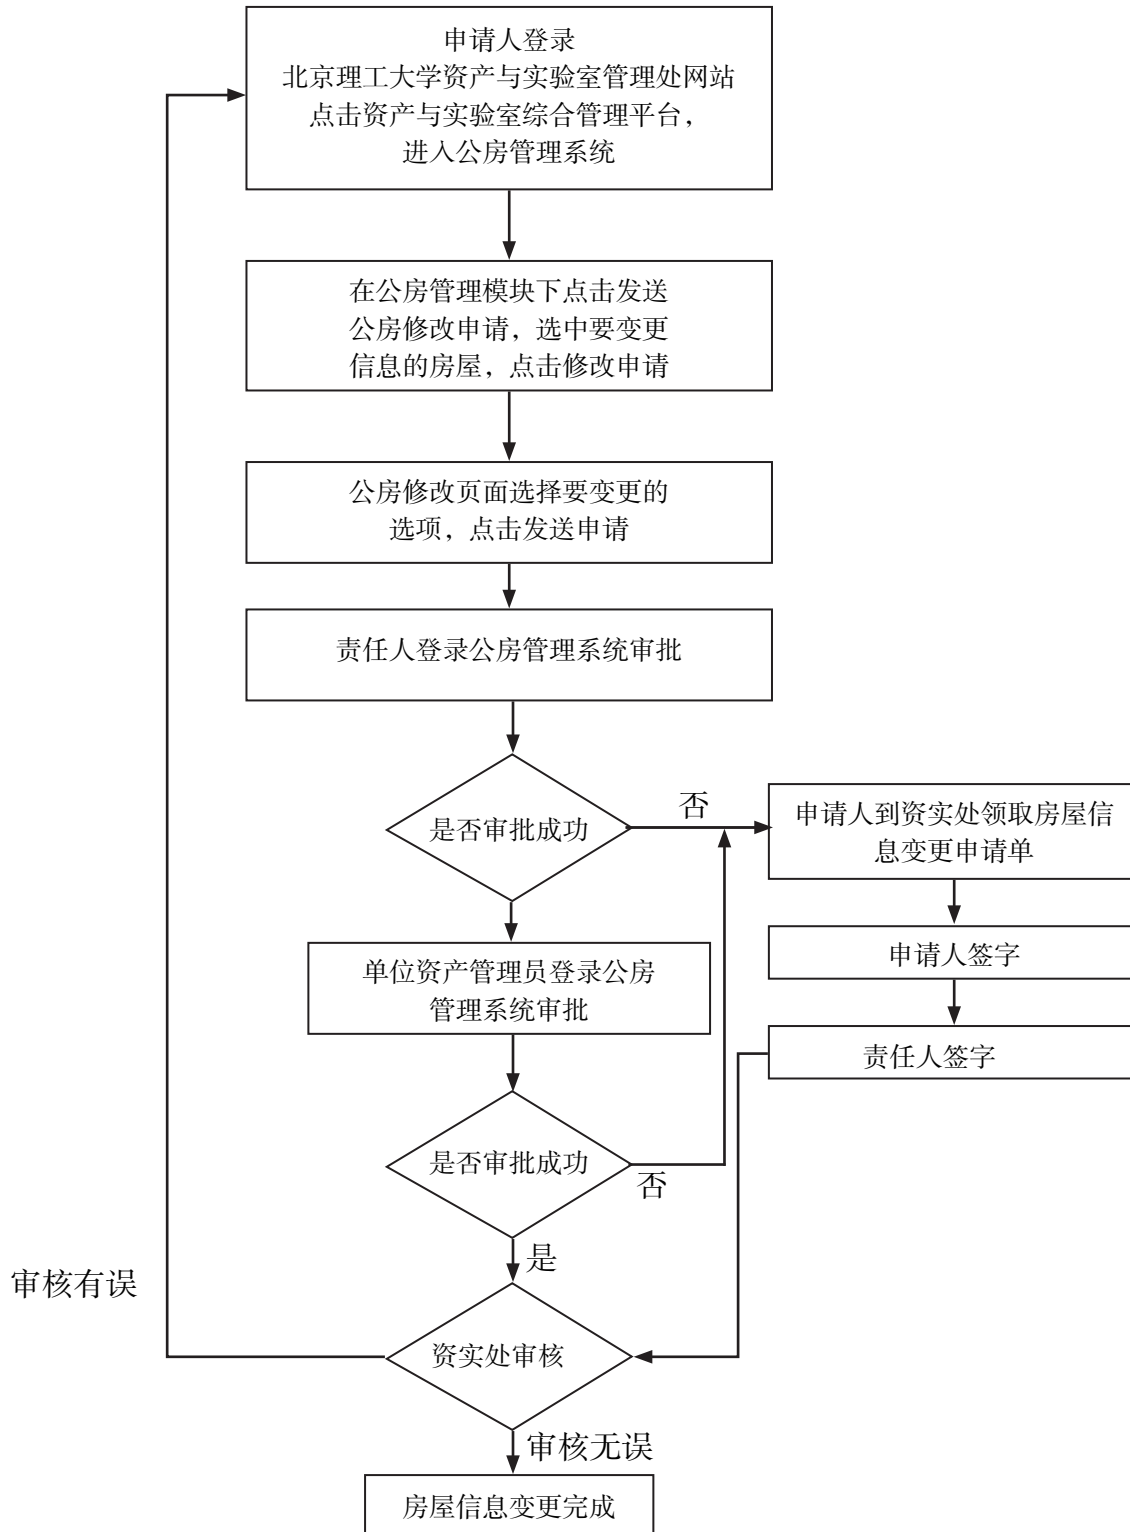 申请人登录
北京理工大学资产与实验室管理处网站
点击资产与实验室综合管理平台，
进入公房管理系统
在公房管理模块下点击发送
公房修改申请，选中要变更
信息的房屋，点击修改申请
公房修改页面选择要变更的
选项，点击发送申请
责任人登录公房管理系统审批
是否审批成功
否
申请人到资实处领取房屋信
息变更申请单
申请人签字
责任人签字
单位资产管理员登录公房
管理系统审批
是否审批成功
否
是
审核有误
资实处审核
审核无误
房屋信息变更完成